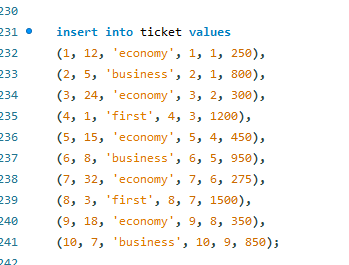 230
231 insert into ticket values
232 (1, 12, 'economy', 1, 1, 250),
233 (2, 5, 'business', 2, 1, 800),
234 (3, 24, 'economy', 3, 2, 300),
235 (4, 1, 'first', 4, 3, 1200),
236 (5, 15, 'economy', 5, 4, 450),
237 (6, 8, 'business', 6, 5, 950),
238 (7, 32, 'economy', 7, 6, 275),
239 (8, 3, 'first', 8, 7, 1500),
240 (9, 18, 'economy', 9, 8, 350),
241 (10, 7, 'business', 10, 9, 850);
242